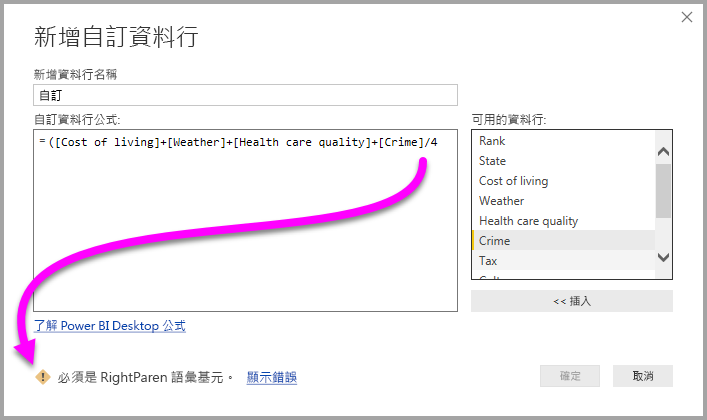 新增自訂資料行
新增資料行名稱
自訂
自訂資料行公式:
= ([Cost of living]+[Weather]+[Health care quality]+[Crime]/4
可用的資料行:
Rank
State
Cost of living
Weather
Health care quality
Crime
Tax
<< 插入
了解 Power BI Desktop 公式
必須是 RightParen 語彙基元。 顯示錯誤
確定
取消